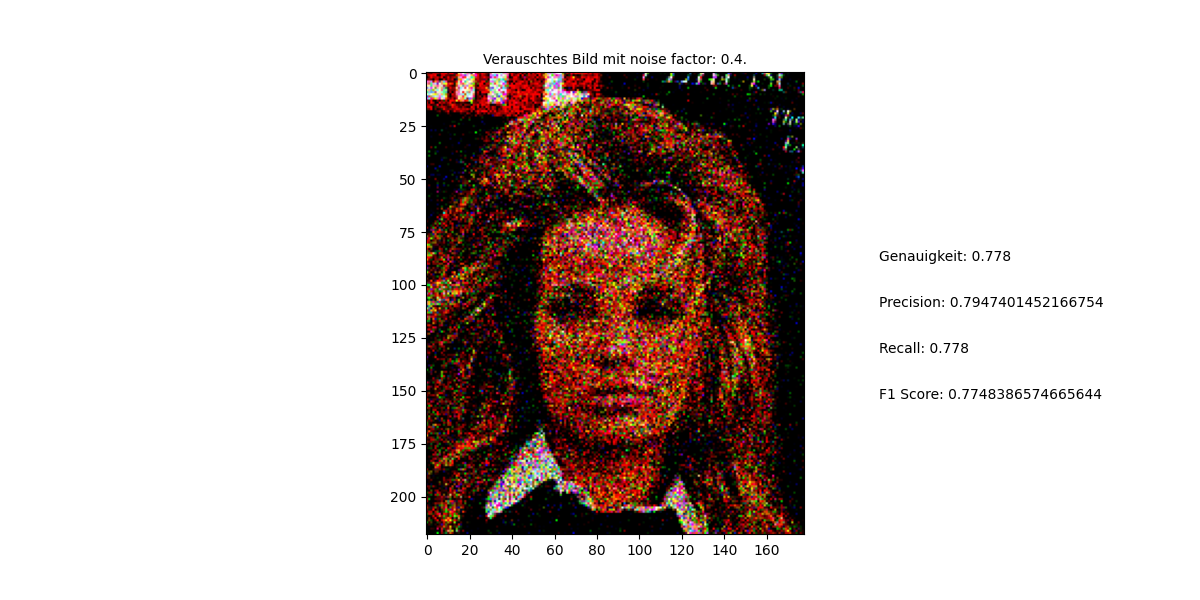 Verauschtes Bild mit noise factor: 0.4.
0
25
50
75
100
125
150
175
200
0 20 40 60 80 100 120 140 160
Genauigkeit: 0.778
Precision: 0.7947401452166754
Recall: 0.778
F1 Score: 0.7748386574665644